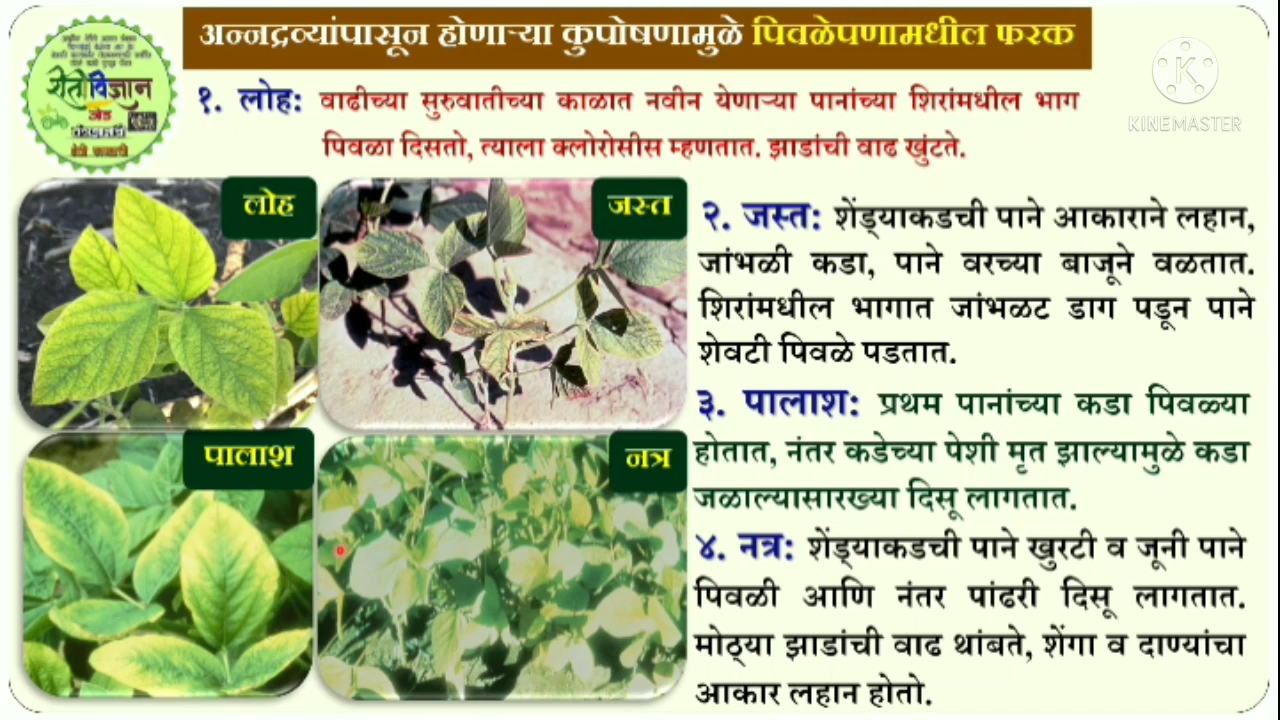 अन्नद्रव्यांपासून होणाऱ्या कुपोषणामुळे पिवळेपणामधील फरक
KINEMASTER
१. लोह: वाढीच्या सुरुवातीच्या काळात नवीन येणाऱ्या पानांच्या शिरांमधील भाग
पिवळा दिसतो, त्याला क्लोरोसीस म्हणतात. झाडांची वाढ खुंटते.
लोह
जस्त
पालाश
नत्र
२. जस्त: शेंड्याकडची पाने आकाराने लहान,
जांभळी कडा, पाने वरच्या बाजूने वळतात.
शिरांमधील भागात जांभळट डाग पडून पाने
शेवटी पिवळे पडतात.
३. पालाश: प्रथम पानांच्या कडा पिवळ्या
होतात, नंतर कडेच्या पेशी मृत झाल्यामुळे कडा
जळाल्यासारख्या दिसू लागतात.
४. नत्र: शेंड्याकडची पाने खुरटी व जूनी पाने
पिवळी आणि नंतर पांढरी दिसू लागतात.
मोठ्या झाडांची वाढ थांबते, शेंगा व दाण्यांचा
आकार लहान होतो.